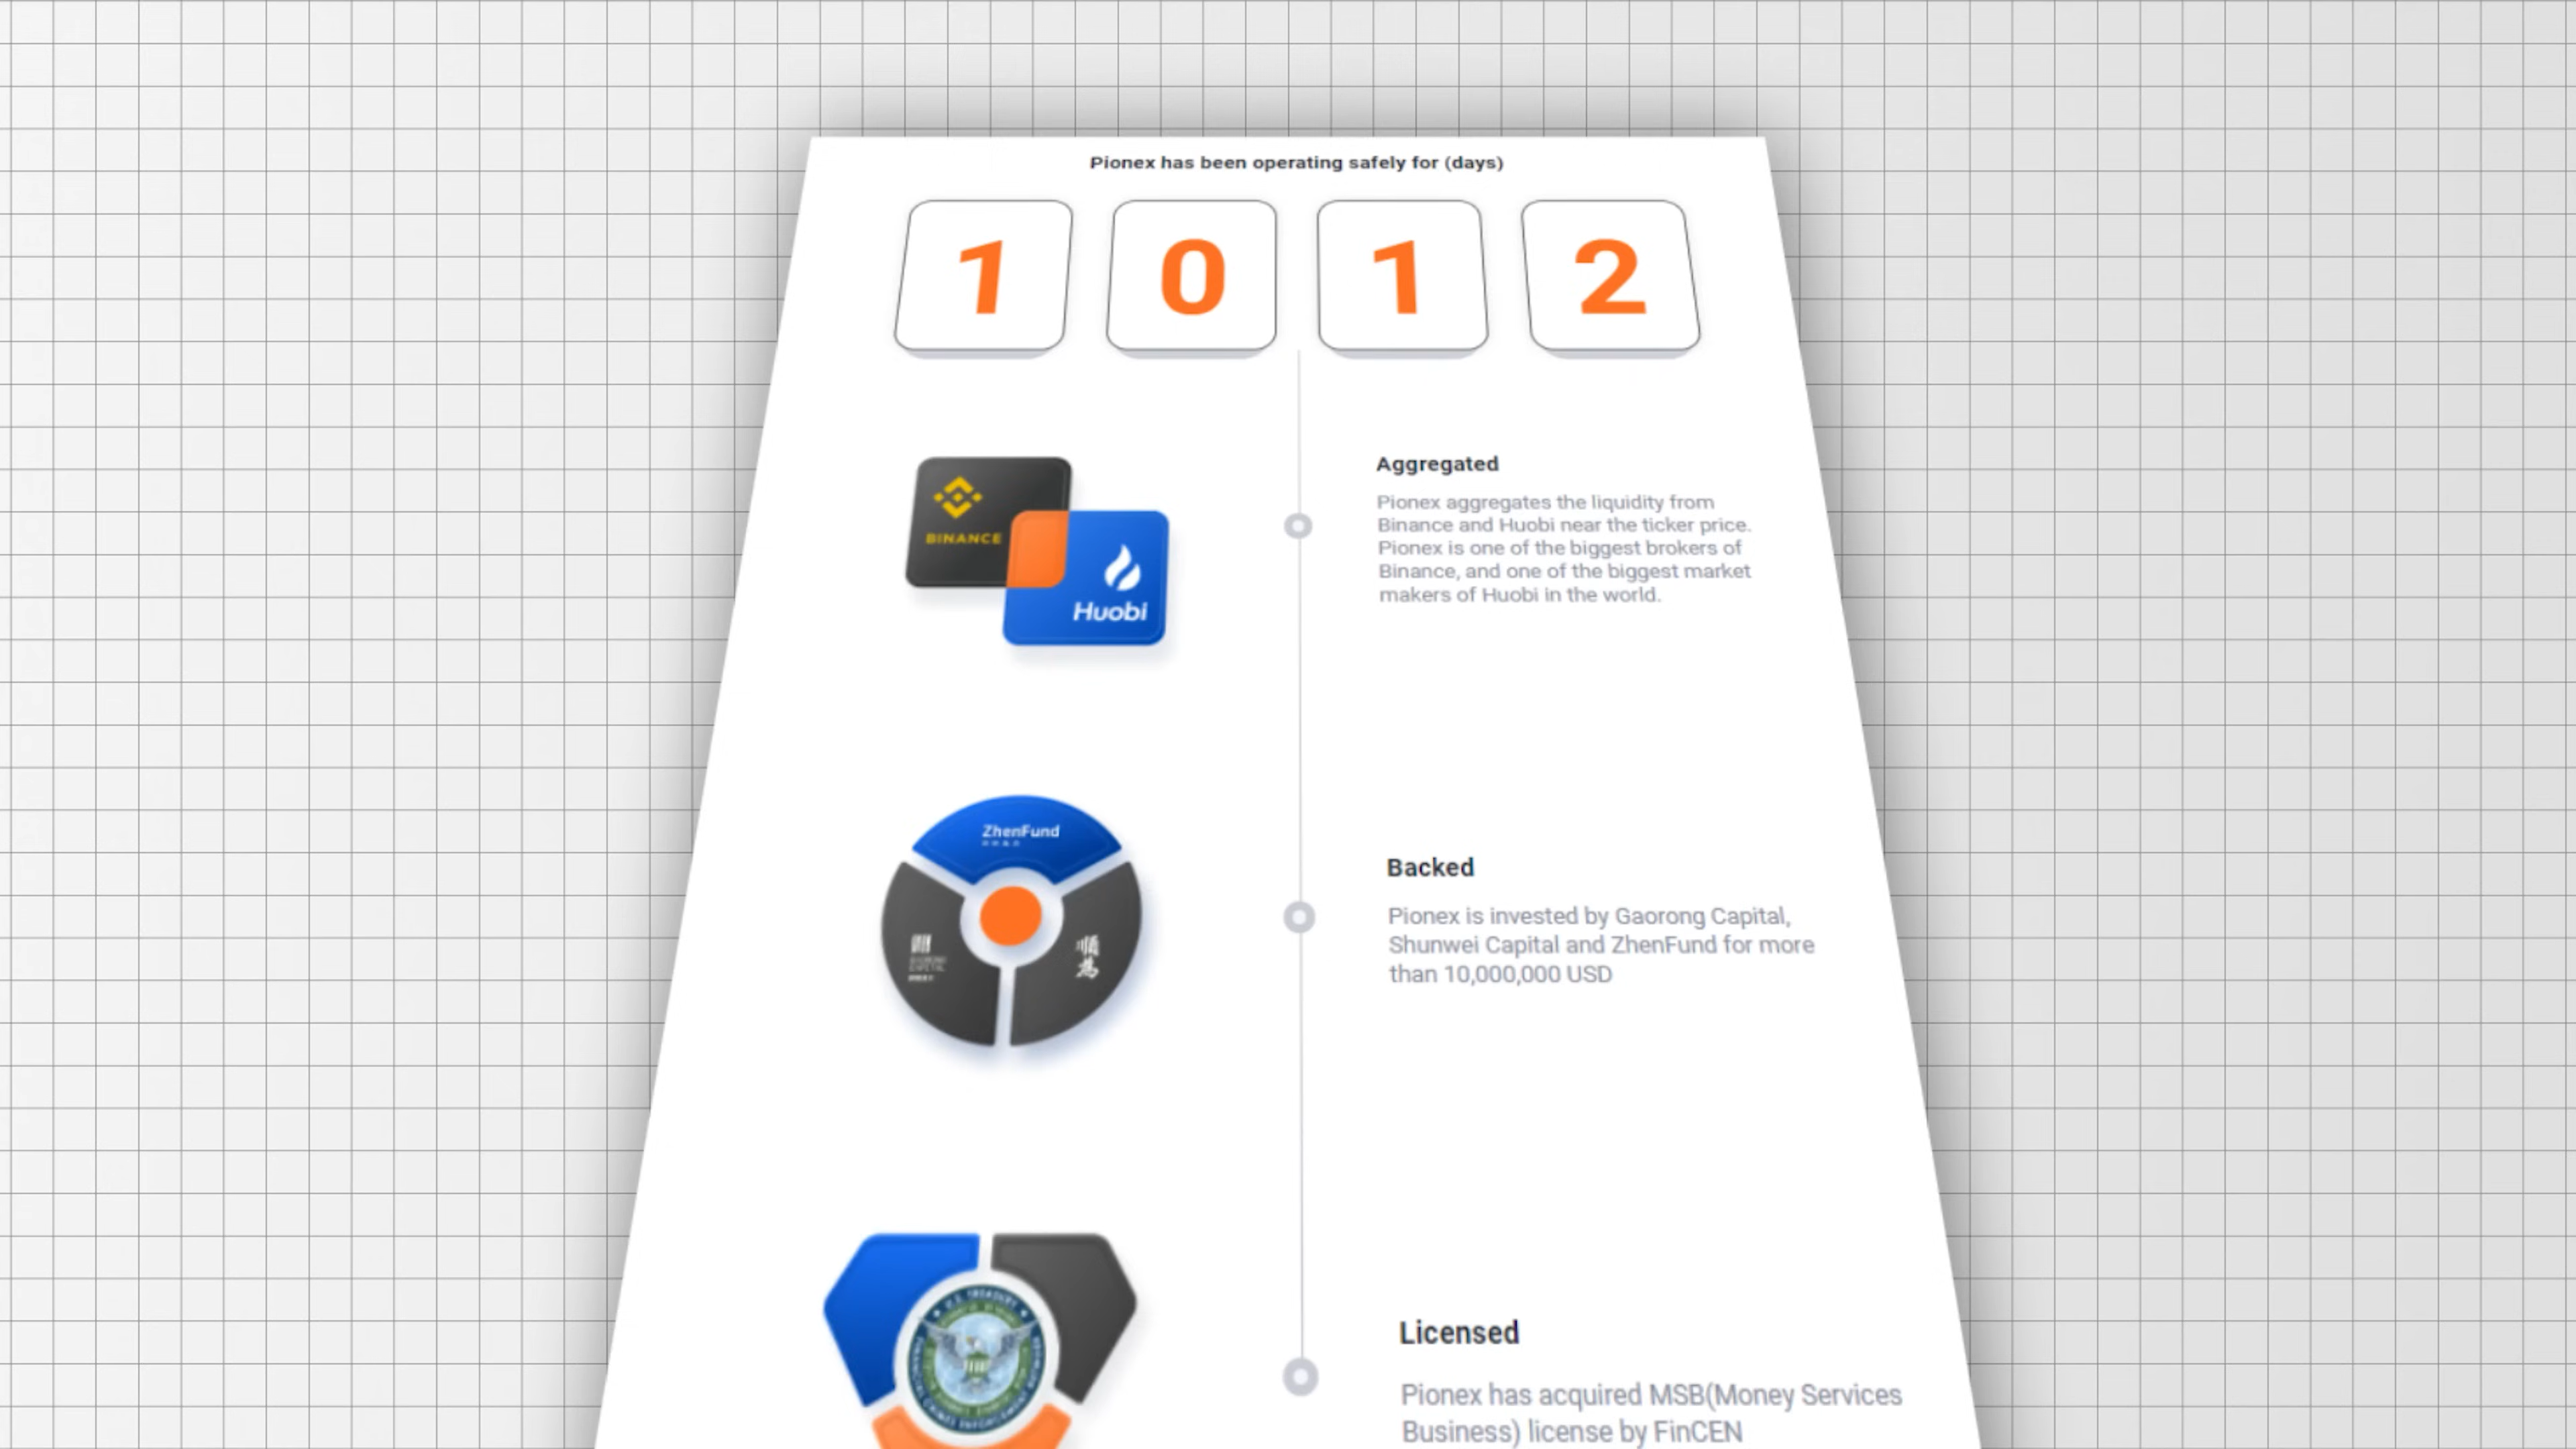 Pionex has been operating safely for (days)
1 0 1 2
BINANCE
Huobi
Aggregated
Pionex aggregates the liquidity from
Binance and Huobi near the ticker price.
Pionex is one of the biggest brokers of
Binance, and one of the biggest market
makers of Huobi in the world.
ZhenFund
順為
Backed
Pionex is invested by Gaorong Capital,
Shunwei Capital and ZhenFund for more
than 10,000,000 USD
U.S. TREASURY
Licensed
Pionex has acquired MSB(Money Services
Business) license by FinCEN